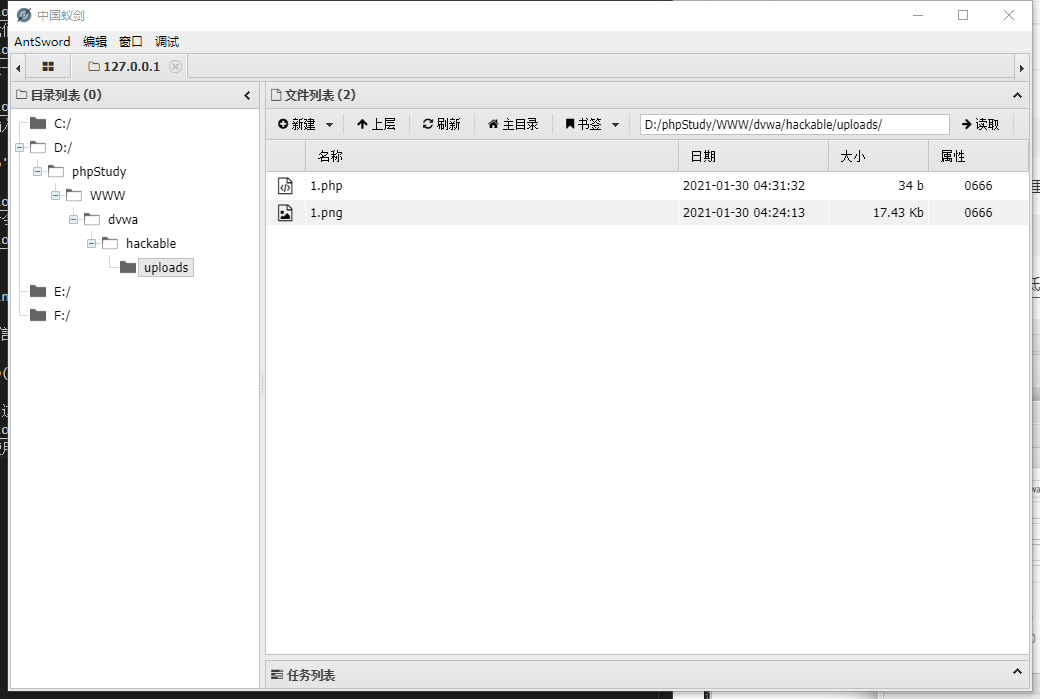 中国蚁剑
AntSword 编辑 窗口 调试
127.0.0.1
目录列表 (0)
C:/
D:/
phpStudy
WWW
dvwa
hackable
uploads
E:/
F:/
文件列表 (2)
新建 上层 刷新 主目录 书签 D:/phpStudy/WWW/dvwa/hackable/uploads/ 读取
名称 日期 大小 属性
1.php 2021-01-30 04:31:32 34 b 0666
1.png 2021-01-30 04:24:13 17.43 Kb 0666
任务列表